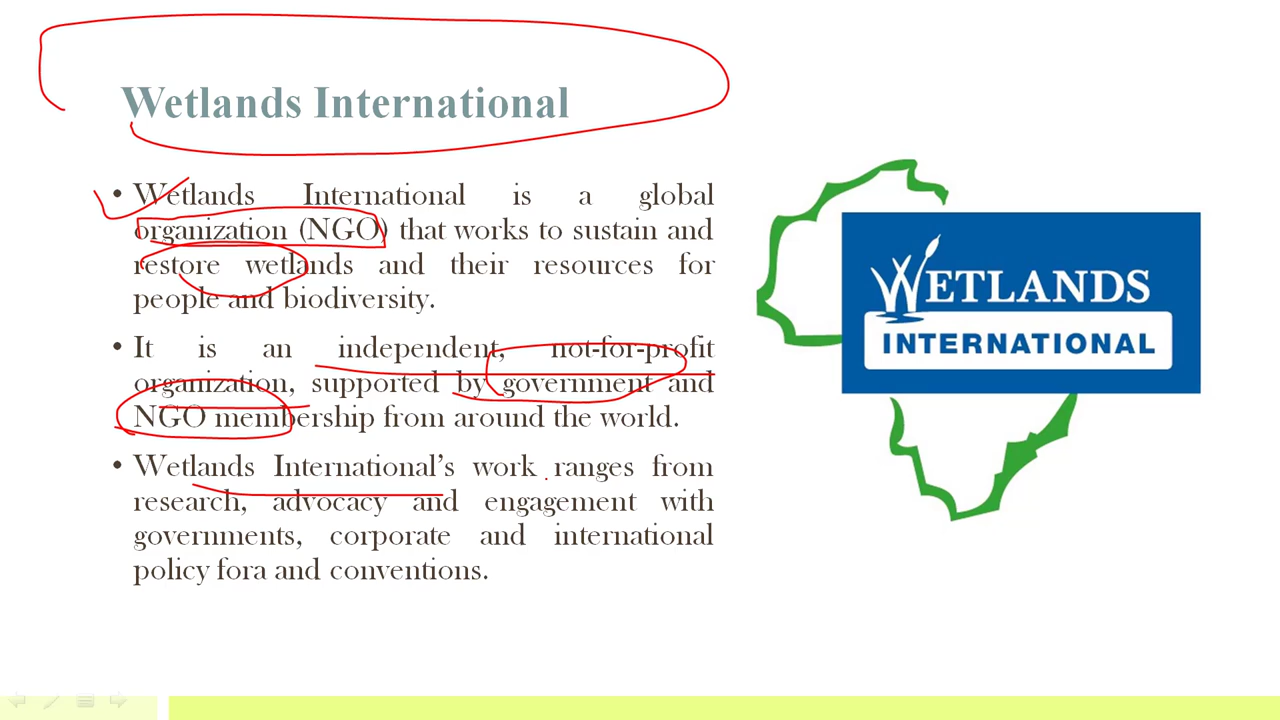 Wetlands International
• Wetlands International is a global
organization (NGO) that works to sustain and
restore wetlands and their resources for
people and biodiversity.
• It is an independent, not-for-profit
organization, supported by government and
NGO membership from around the world.
• Wetlands International’s work ranges from
research, advocacy and engagement with
governments, corporate and international
policy fora and conventions.
WETLANDS
INTERNATIONAL